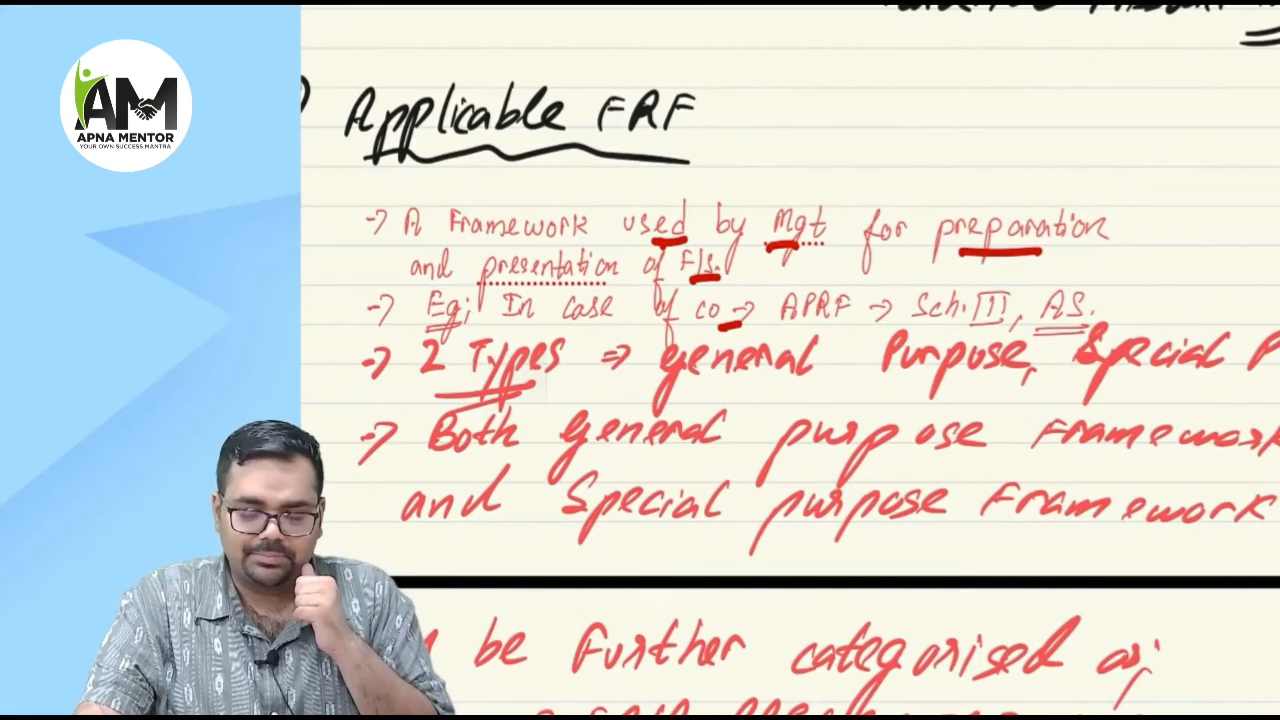 AM
APNA MENTOR
YOUR OWN SUCCESS MANTRA
Applicable FRF
→ A Framework used by Mgt for preparation
and presentation of F/s.
→ Eg; In case of co → APRF → Sch. III, AS.
→ 2 Types ⇒ General Purpose, Special P
→ Both General purpose Framework
and Special purpose Framework
be Further categorised as;